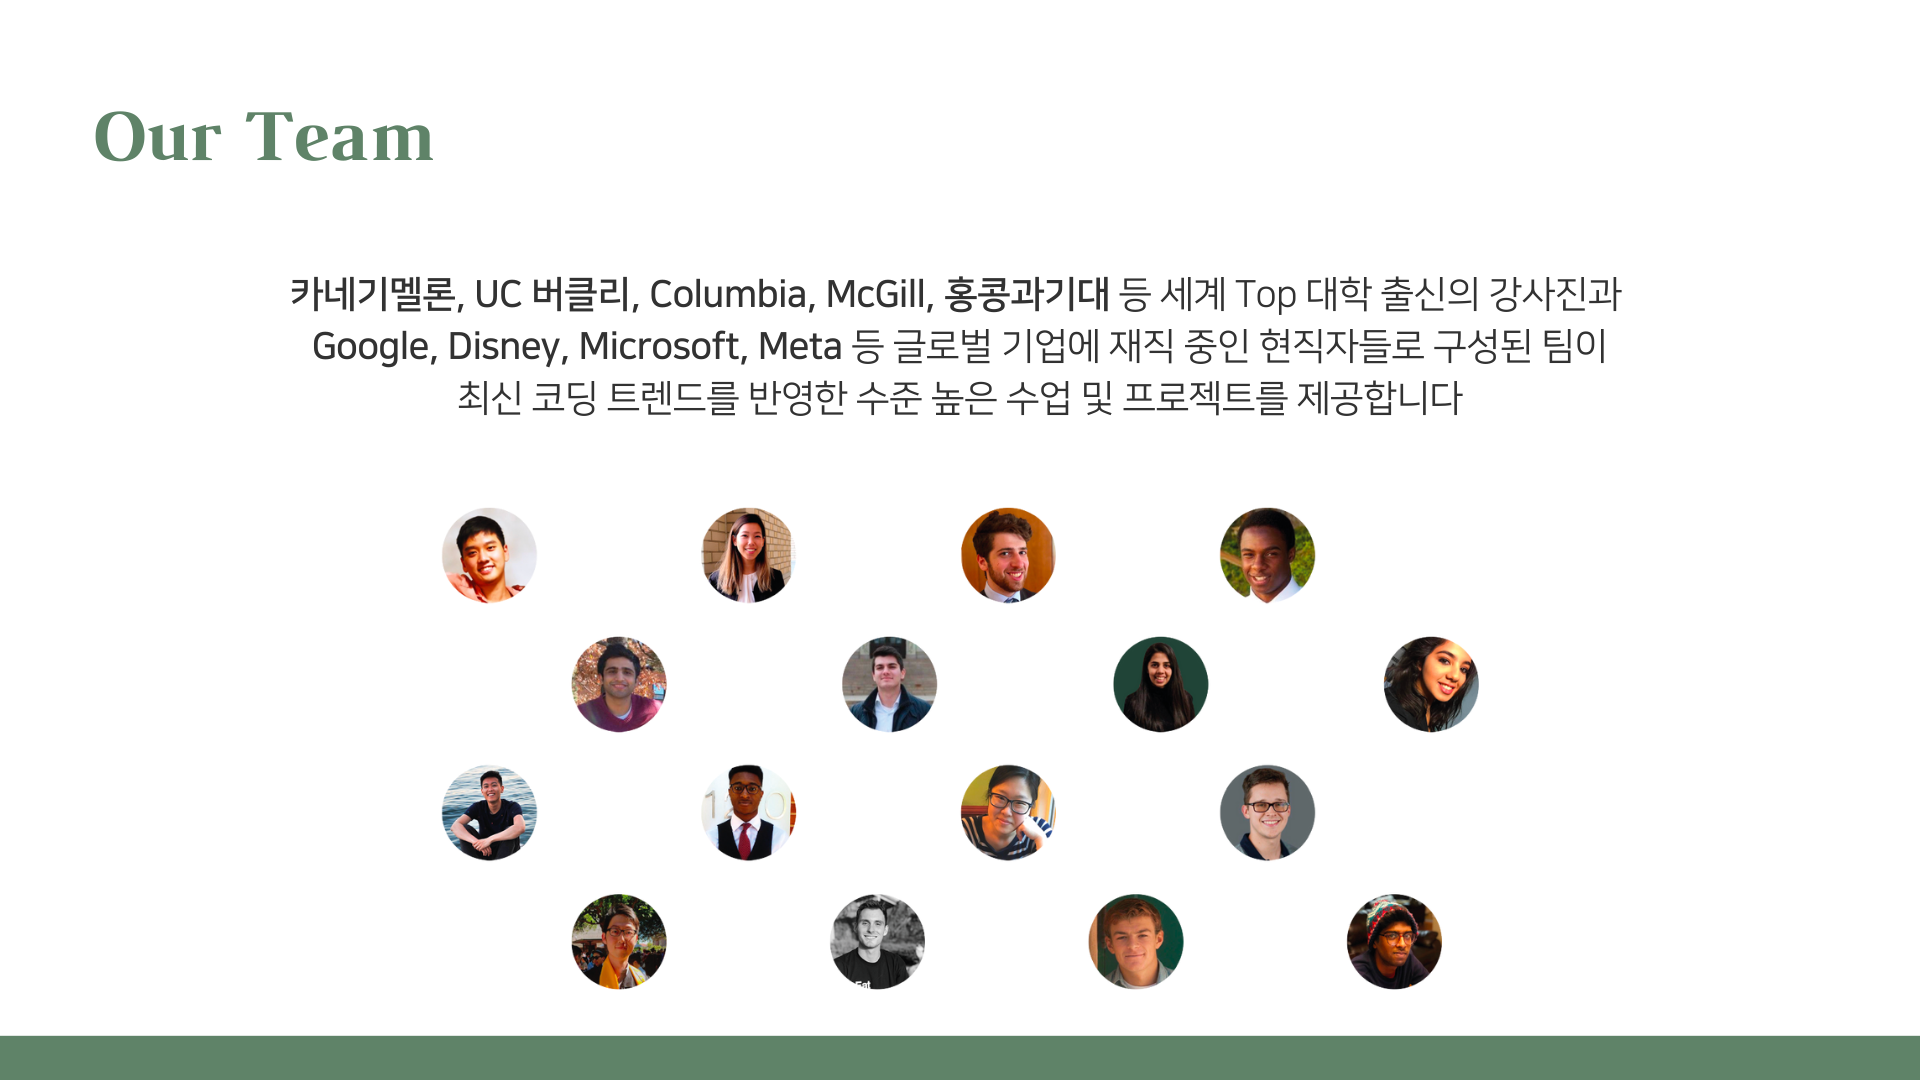 Our Team
카네기멜론, UC 버클리, Columbia, McGill, 홍콩과기대 등 세계 Top 대학 출신의 강사진과
Google, Disney, Microsoft, Meta 등 글로벌 기업에 재직 중인 현직자들로 구성된 팀이
최신 코딩 트렌드를 반영한 수준 높은 수업 및 프로젝트를 제공합니다